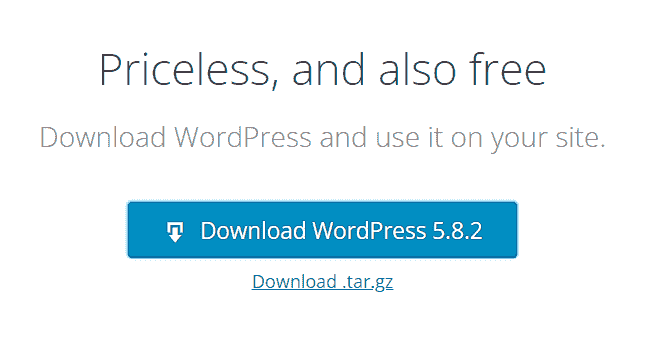 Priceless, and also free
Download WordPress and use it on your site.
Download WordPress 5.8.2
Download .tar.gz